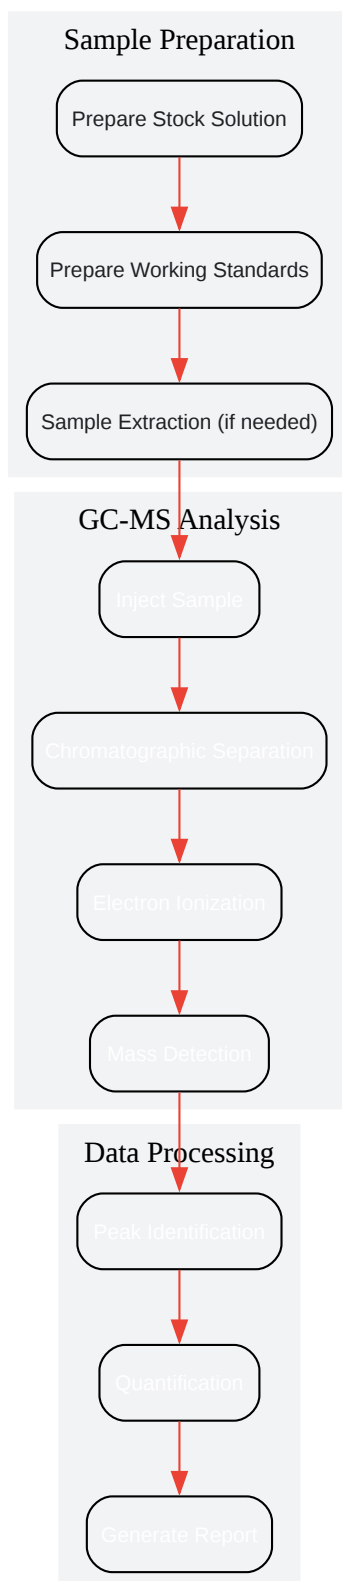 Sample Preparation
Prepare Stock Solution
Prepare Working Standards
Sample Extraction (if needed)
GC-MS Analysis
Inject Sample
Chromatographic Separation
Electron Ionization
Mass Detection
Data Processing
Peak Identification
Quantification
Generate Report